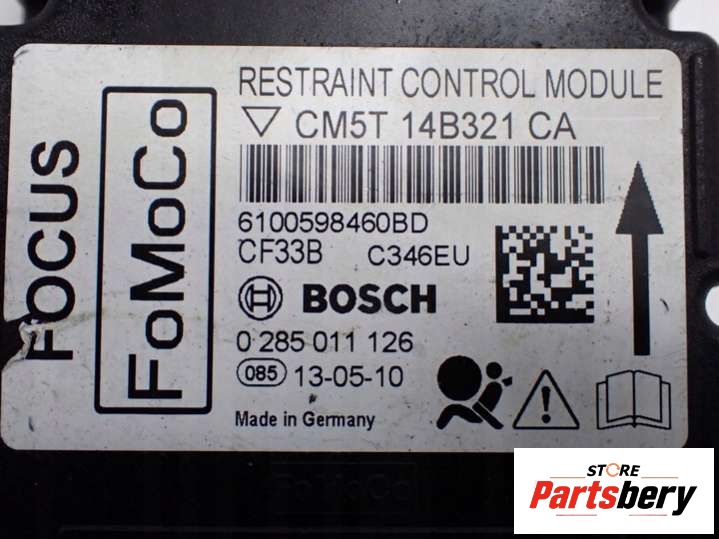 RESTRAINT CONTROL MODULE
CM5T 14B321 CA
6100598460BD
CF33B C346EU
BOSCH
0 285 011 126
085 13-05-10
Made in Germany
FOCUS
FoMoCo
STORE
Partsbery